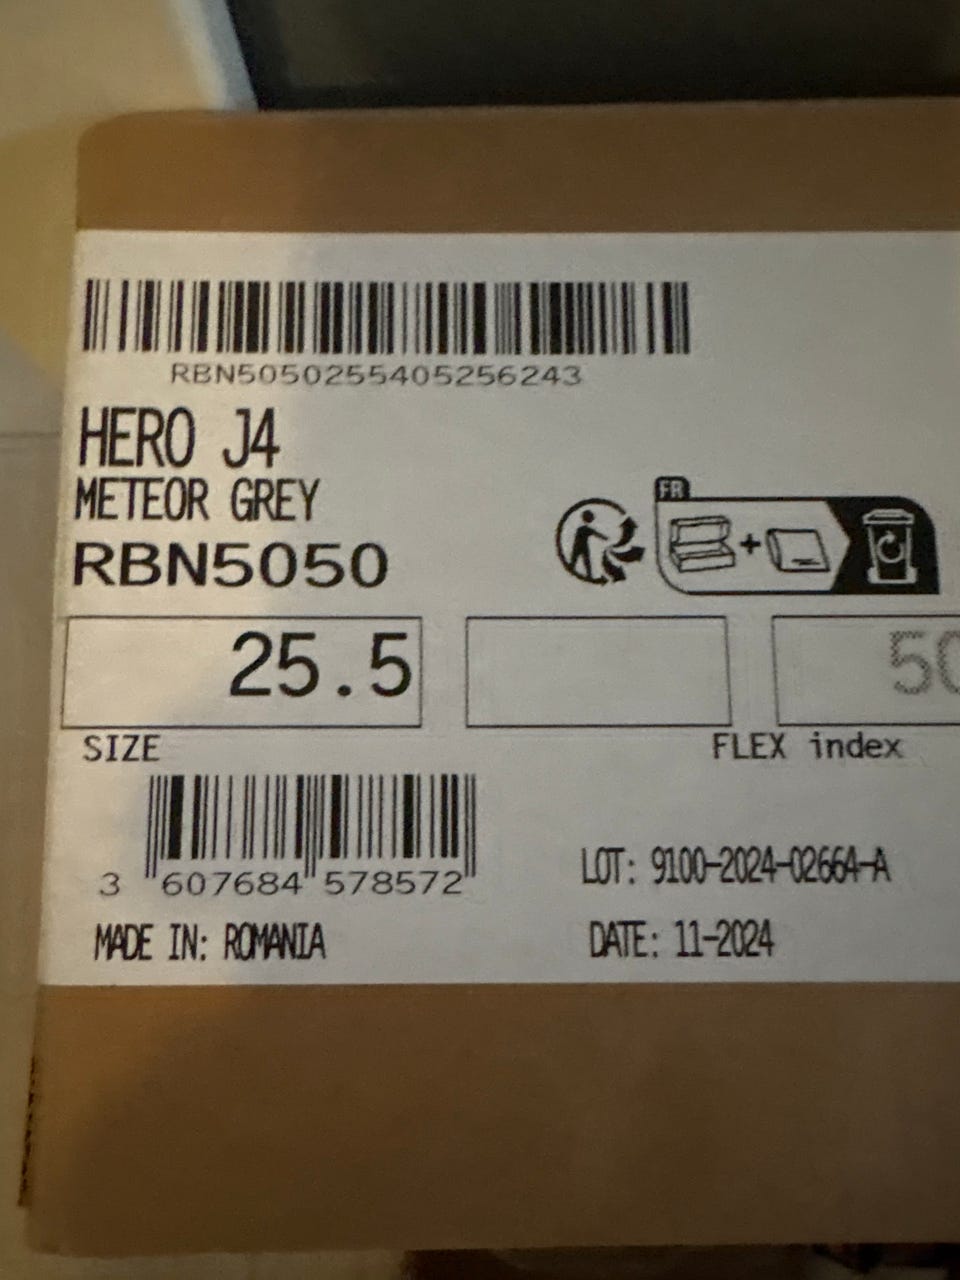 RBN5050255405256243
HERO J4
METEOR GREY
RBN5050
FR
25.5
50
SIZE
FLEX index
3 607684 578572
LOT: 9100-2024-02664-A
MADE IN: ROMANIA
DATE: 11-2024